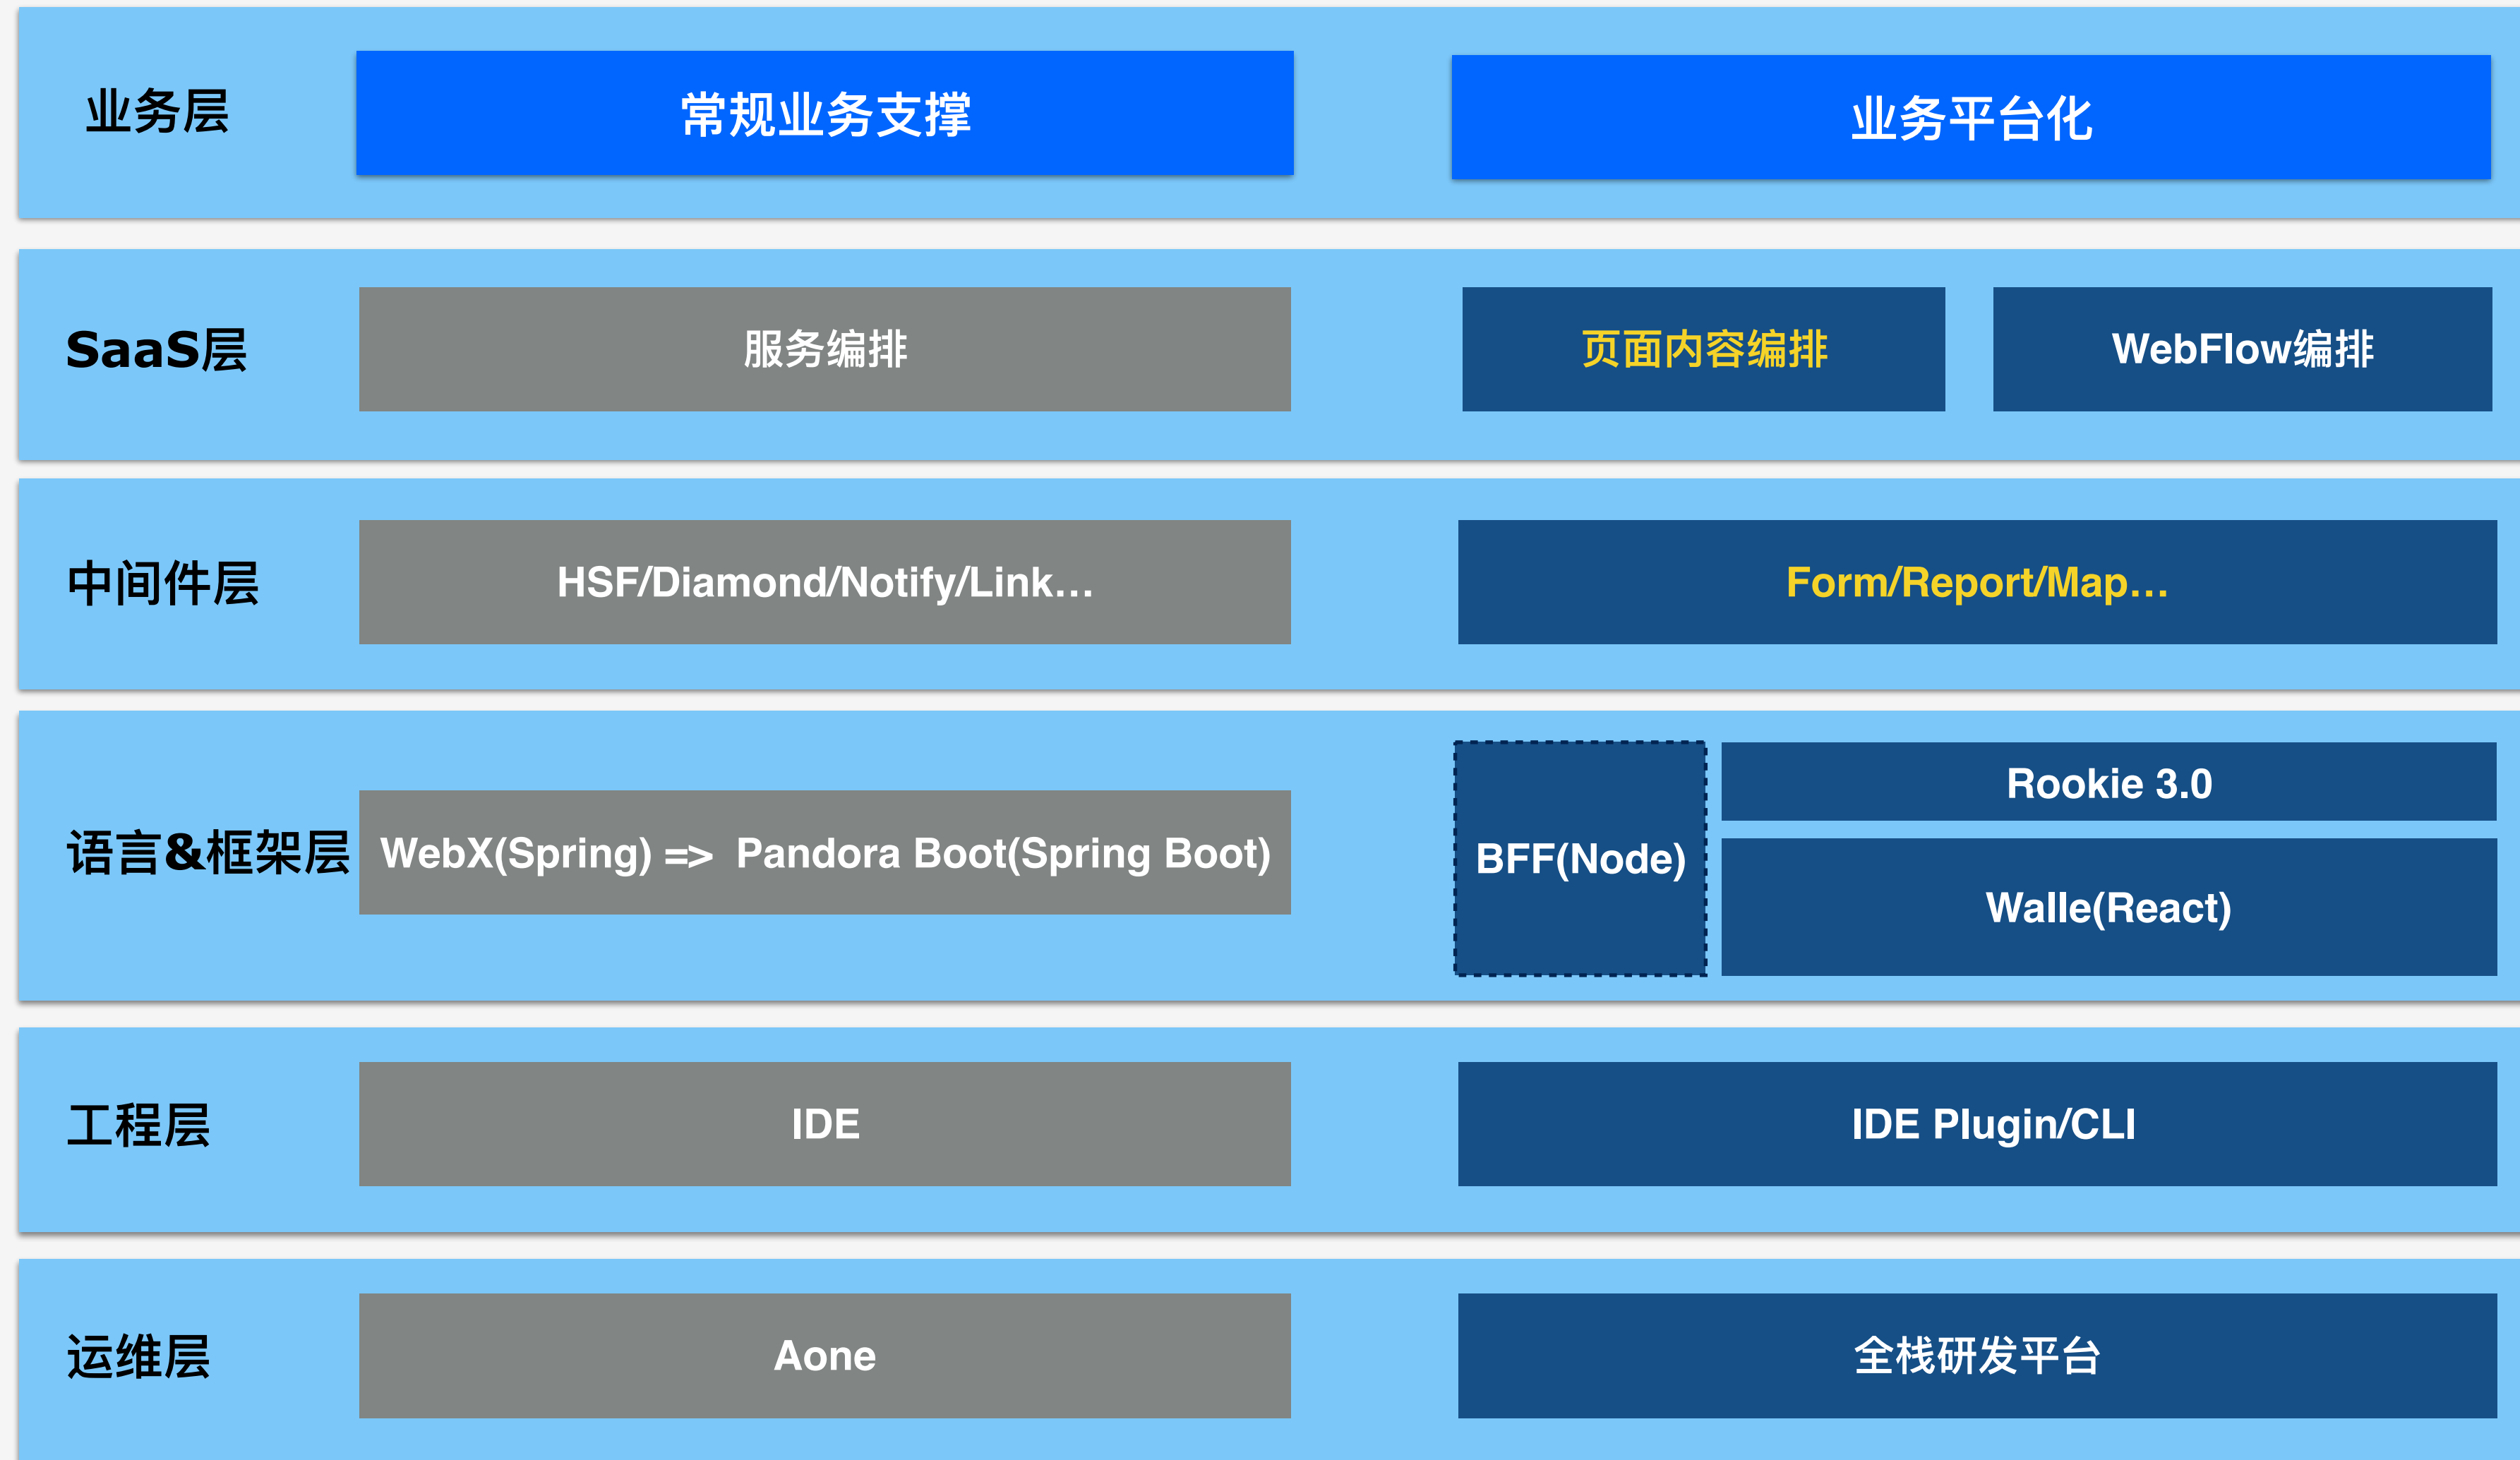 业务层
常规业务支撑
业务平台化
SaaS层
服务编排
页面内容编排
WebFlow编排
中间件层
HSF/Diamond/Notify/Link...
Form/Report/Map...
语言&框架层
WebX(Spring) => Pandora Boot(Spring Boot)
BFF(Node)
Rookie 3.0
Walle(React)
工程层
IDE
IDE Plugin/CLI
运维层
Aone
全栈研发平台